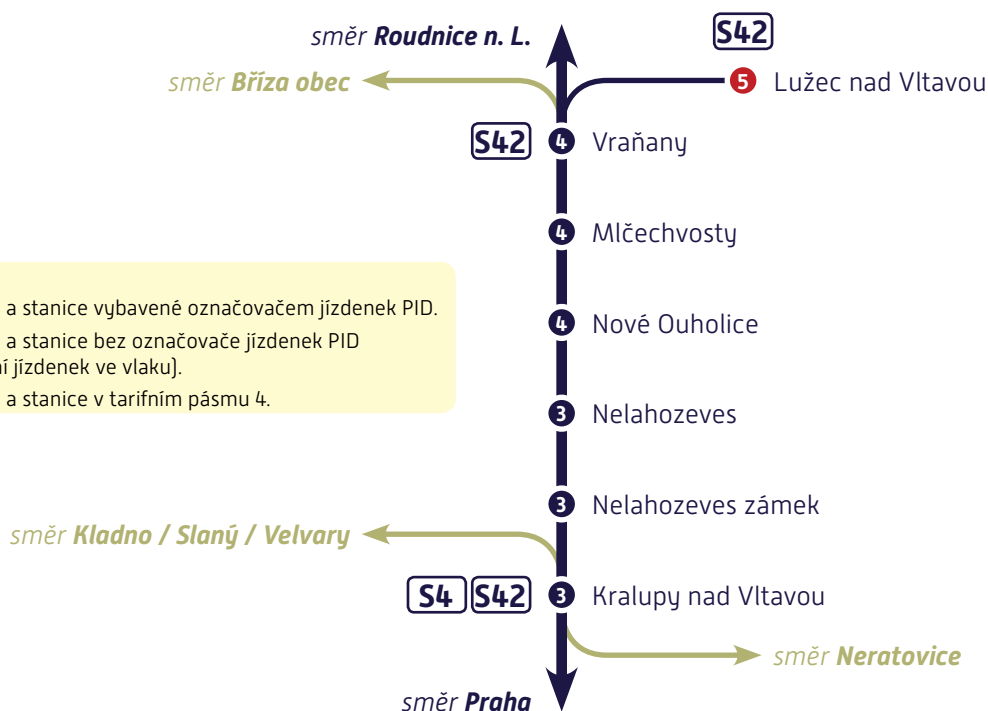 směr Roudnice n. L.
S42
směr Bříza obec
5 Lužec nad Vltavou
S42 4 Vraňany
4 Mlčechvosty
a stanice vybavené označovačem jízdenek PID.
4 Nové Ouholice
a stanice bez označovače jízdenek PID
jízdenek ve vlaku).
a stanice v tarifním pásmu 4.
3 Nelahozeves
3 Nelahozeves zámek
směr Kladno / Slaný / Velvary
S4 S42 3 Kralupy nad Vltavou
směr Neratovice
směr Praha